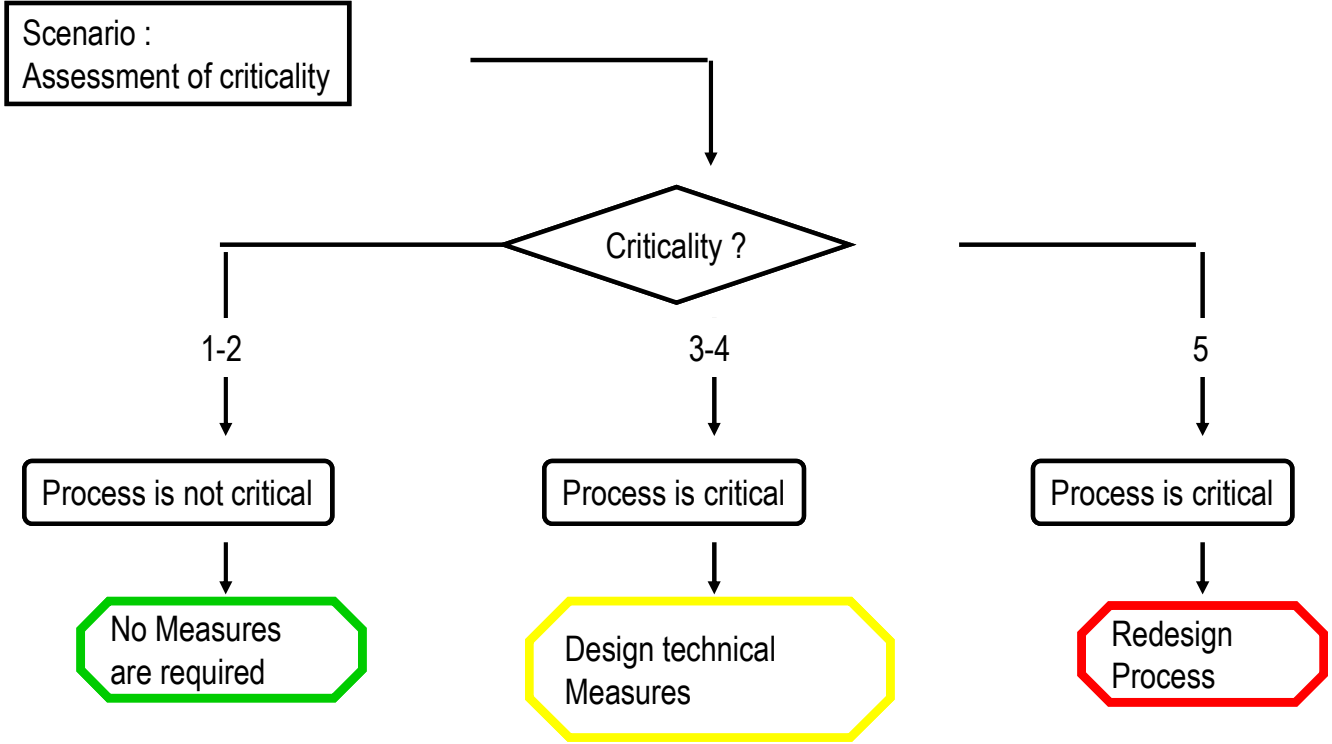 Scenario :
Assessment of criticality
Criticality ?
1-2
3-4
5
Process is not critical
Process is critical
Process is critical
No Measures
are required
Design technical
Measures
Redesign
Process